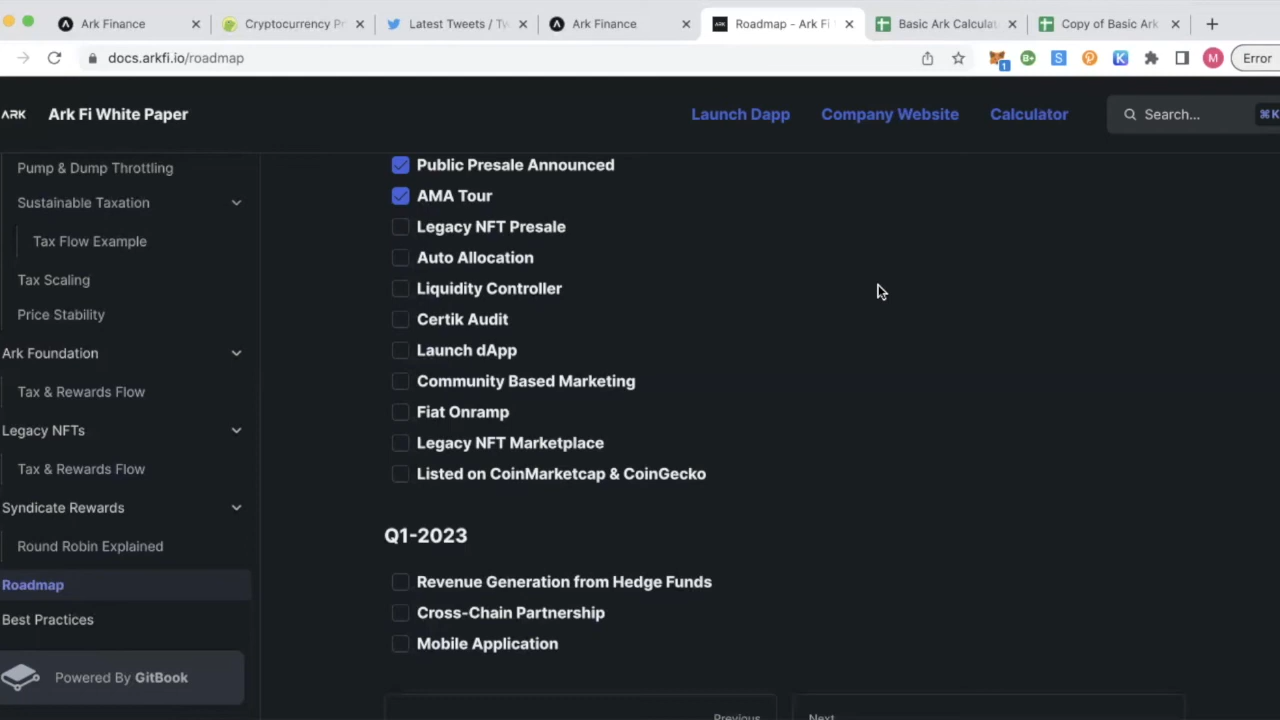 Ark Finance
Cryptocurrency Pr
Latest Tweets / Tw
Ark Finance
Roadmap - Ark Fi
Basic Ark Calculat
Copy of Basic Ark
docs.arkfi.io/roadmap
1
B+
S
P
K
M
Error
ARK
Ark Fi White Paper
Launch Dapp
Company Website
Calculator
Search...
⌘K
Pump & Dump Throttling
Sustainable Taxation
Tax Flow Example
Tax Scaling
Price Stability
Ark Foundation
Tax & Rewards Flow
Legacy NFTs
Tax & Rewards Flow
Syndicate Rewards
Round Robin Explained
Roadmap
Best Practices
Powered By GitBook
Public Presale Announced
AMA Tour
Legacy NFT Presale
Auto Allocation
Liquidity Controller
Certik Audit
Launch dApp
Community Based Marketing
Fiat Onramp
Legacy NFT Marketplace
Listed on CoinMarketcap & CoinGecko
Q1-2023
Revenue Generation from Hedge Funds
Cross-Chain Partnership
Mobile Application
Previous
Next